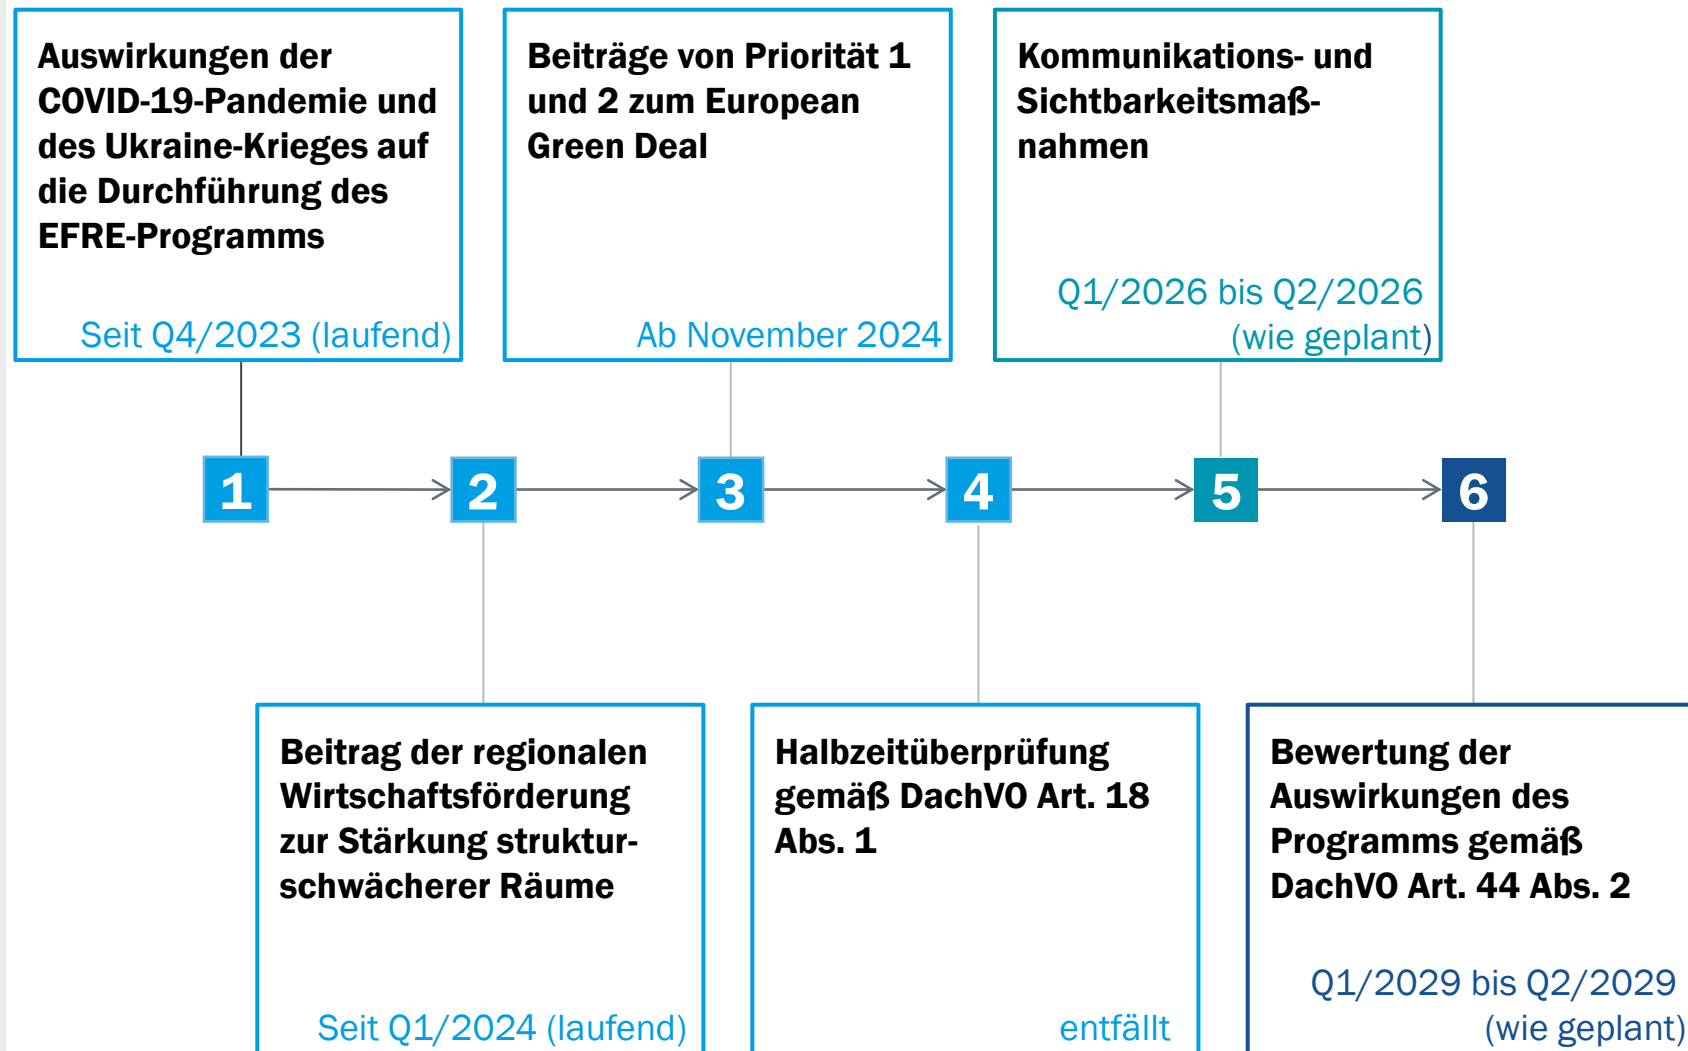 Auswirkungen der
COVID-19-Pandemie und
des Ukraine-Krieges auf
die Durchführung des
EFRE-Programms
Seit Q4/2023 (laufend)
Beiträge von Priorität 1
und 2 zum European
Green Deal
Ab November 2024
Kommunikations- und
Sichtbarkeitsmaß-
nahmen
Q1/2026 bis Q2/2026
(wie geplant)
1
2
3
4
5
6
Beitrag der regionalen
Wirtschaftsförderung
zur Stärkung struktur-
schwächerer Räume
Seit Q1/2024 (laufend)
Halbzeitüberprüfung
gemäß DachVO Art. 18
Abs. 1
entfällt
Bewertung der
Auswirkungen des
Programms gemäß
DachVO Art. 44 Abs. 2
Q1/2029 bis Q2/2029
(wie geplant)